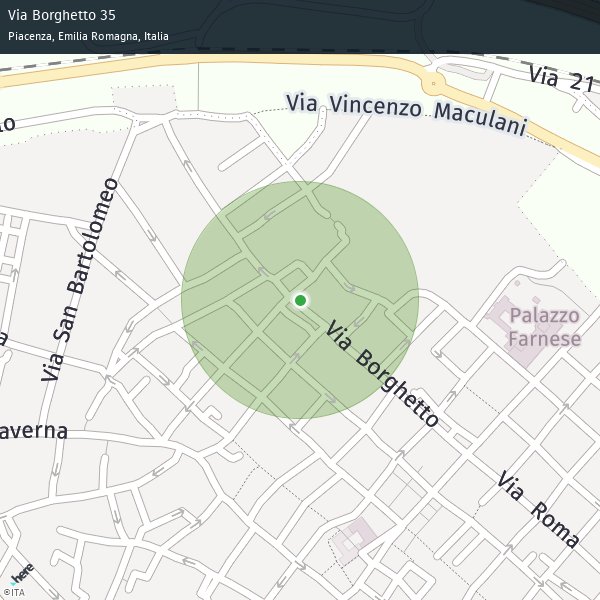 Via Borghetto 35
Piacenza, Emilia Romagna, Italia
Via 21
Via Vincenzo Maculani
Via San Bartolomeo
Palazzo
Farnese
Via Borghetto
averna
Via Roma
here
©ITA